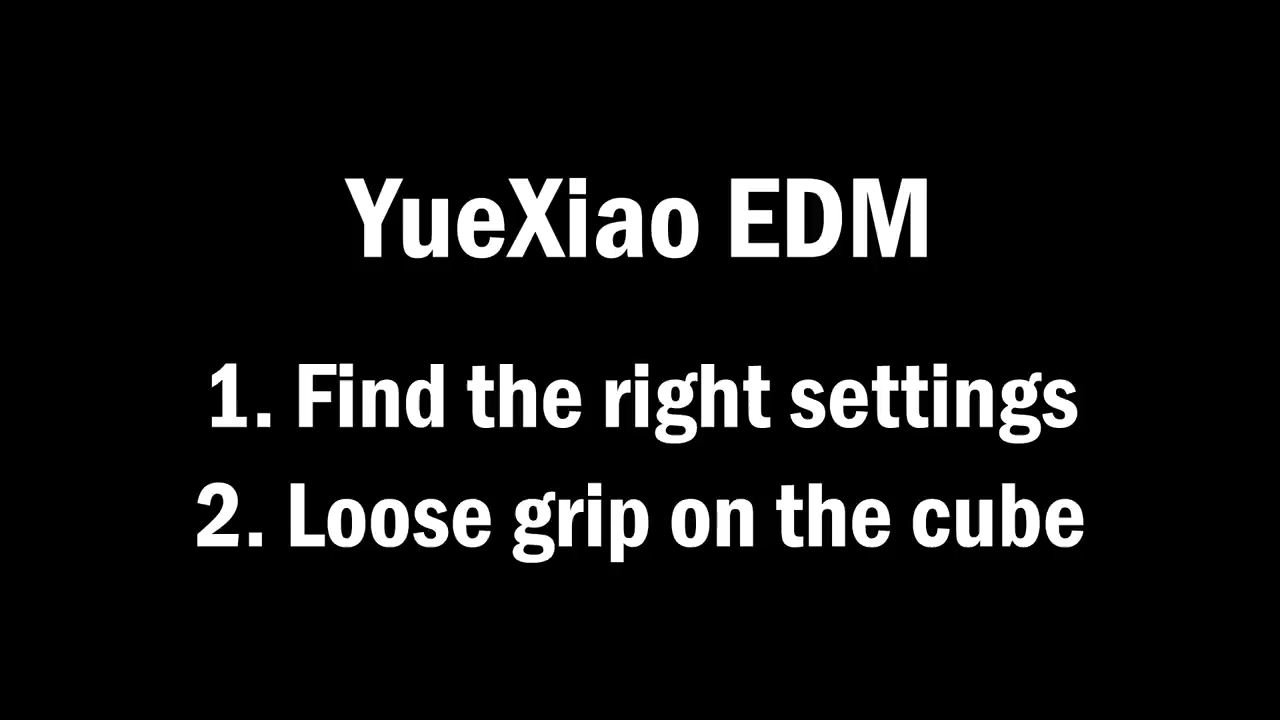 YueXiao EDM
1. Find the right settings
2. Loose grip on the cube